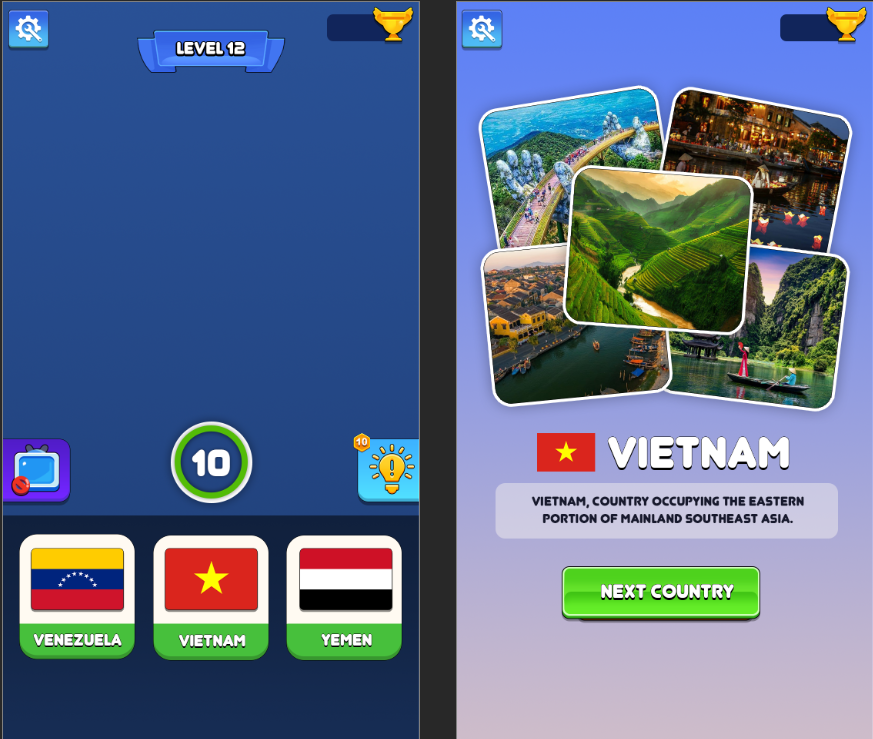 LEVEL 12
10
10
VENEZUELA
VIETNAM
YEMEN
VIETNAM
VIETNAM, COUNTRY OCCUPYING THE EASTERN
PORTION OF MAINLAND SOUTHEAST ASIA.
NEXT COUNTRY